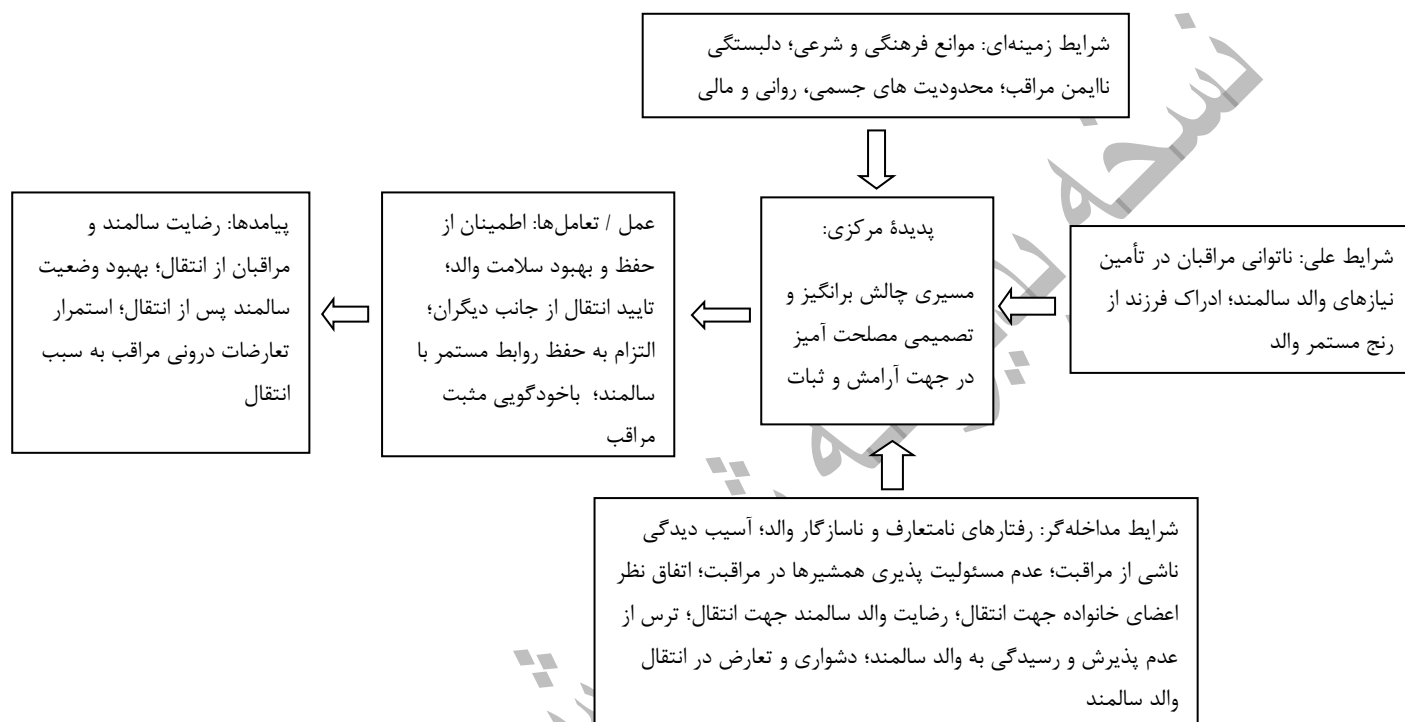 شرایط زمینه‌ای: موانع فرهنگی و شرعی؛ دلبستگی
ناایمن مراقب؛ محدودیت های جسمی، روانی و مالی
شرایط علی: ناتوانی مراقبان در تأمین
نیازهای والد سالمند؛ ادراک فرزند از
رنج مستمر والد
پدیدۀ مرکزی:
مسیری چالش برانگیز و
تصمیمی مصلحت آمیز
در جهت آرامش و ثبات
عمل / تعامل‌ها: اطمینان از
حفظ و بهبود سلامت والد؛
تایید انتقال از جانب دیگران؛
التزام به حفظ روابط مستمر با
سالمند؛ باخودگویی مثبت
مراقب
پیامدها: رضایت سالمند و
مراقبان از انتقال؛ بهبود وضعیت
سالمند پس از انتقال؛ استمرار
تعارضات درونی مراقب به سبب
انتقال
شرایط مداخله‌گر: رفتارهای نامتعارف و ناسازگار والد؛ آسیب دیدگی
ناشی از مراقبت؛ عدم مسئولیت پذیری همشیرها در مراقبت؛ اتفاق نظر
اعضای خانواده جهت انتقال؛ رضایت والد سالمند جهت انتقال؛ ترس از
عدم پذیرش و رسیدگی به والد سالمند؛ دشواری و تعارض در انتقال
والد سالمند
نسخه